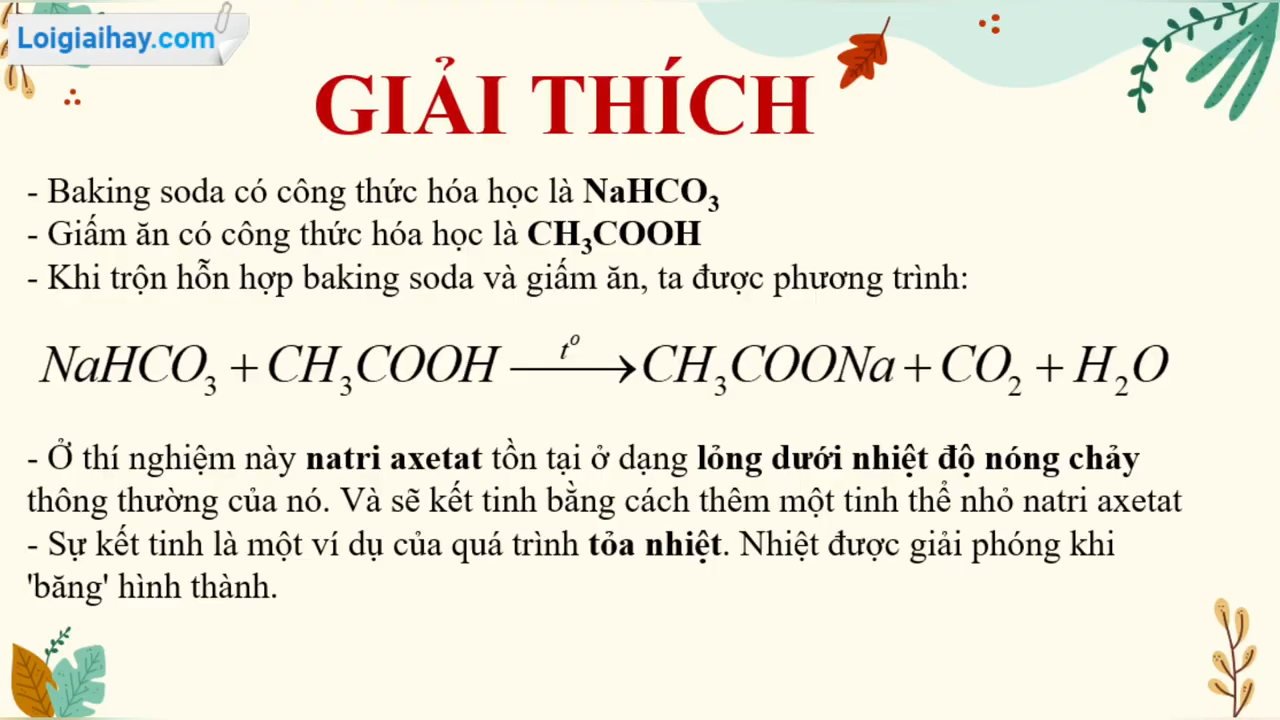 Loigiaihay.com
GIẢI THÍCH
- Baking soda có công thức hóa học là NaHCO₃
- Giấm ăn có công thức hóa học là CH₃COOH
- Khi trộn hỗn hợp baking soda và giấm ăn, ta được phương trình:
NaHCO₃ + CH₃COOH —tº→ CH₃COONa + CO₂ + H₂O
- Ở thí nghiệm này natri axetat tồn tại ở dạng lỏng dưới nhiệt độ nóng chảy
thông thường của nó. Và sẽ kết tinh bằng cách thêm một tinh thể nhỏ natri axetat
- Sự kết tinh là một ví dụ của quá trình tỏa nhiệt. Nhiệt được giải phóng khi
'băng' hình thành.